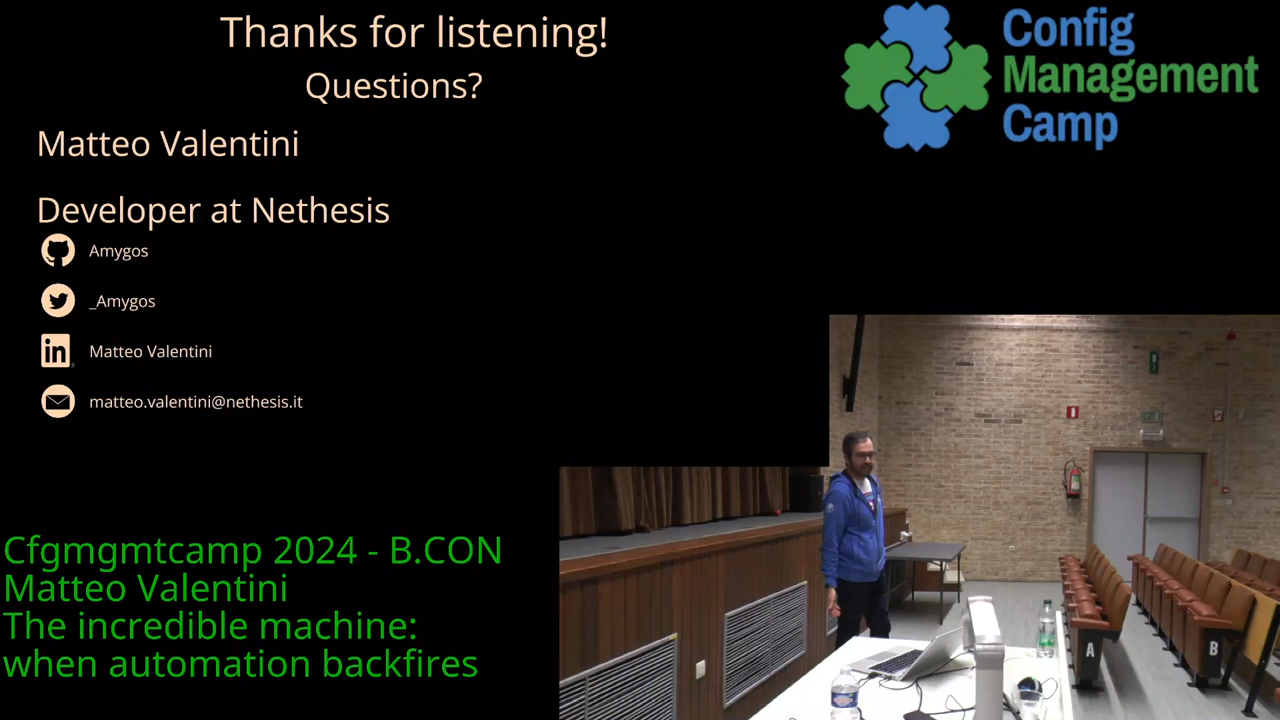 Thanks for listening!
Questions?
Config
Management
Camp
Matteo Valentini
Developer at Nethesis
Amygos
_Amygos
in
Matteo Valentini
matteo.valentini@nethesis.it
Cfgmgmtcamp 2024 - B.CON
Matteo Valentini
The incredible machine:
when automation backfires
A
B